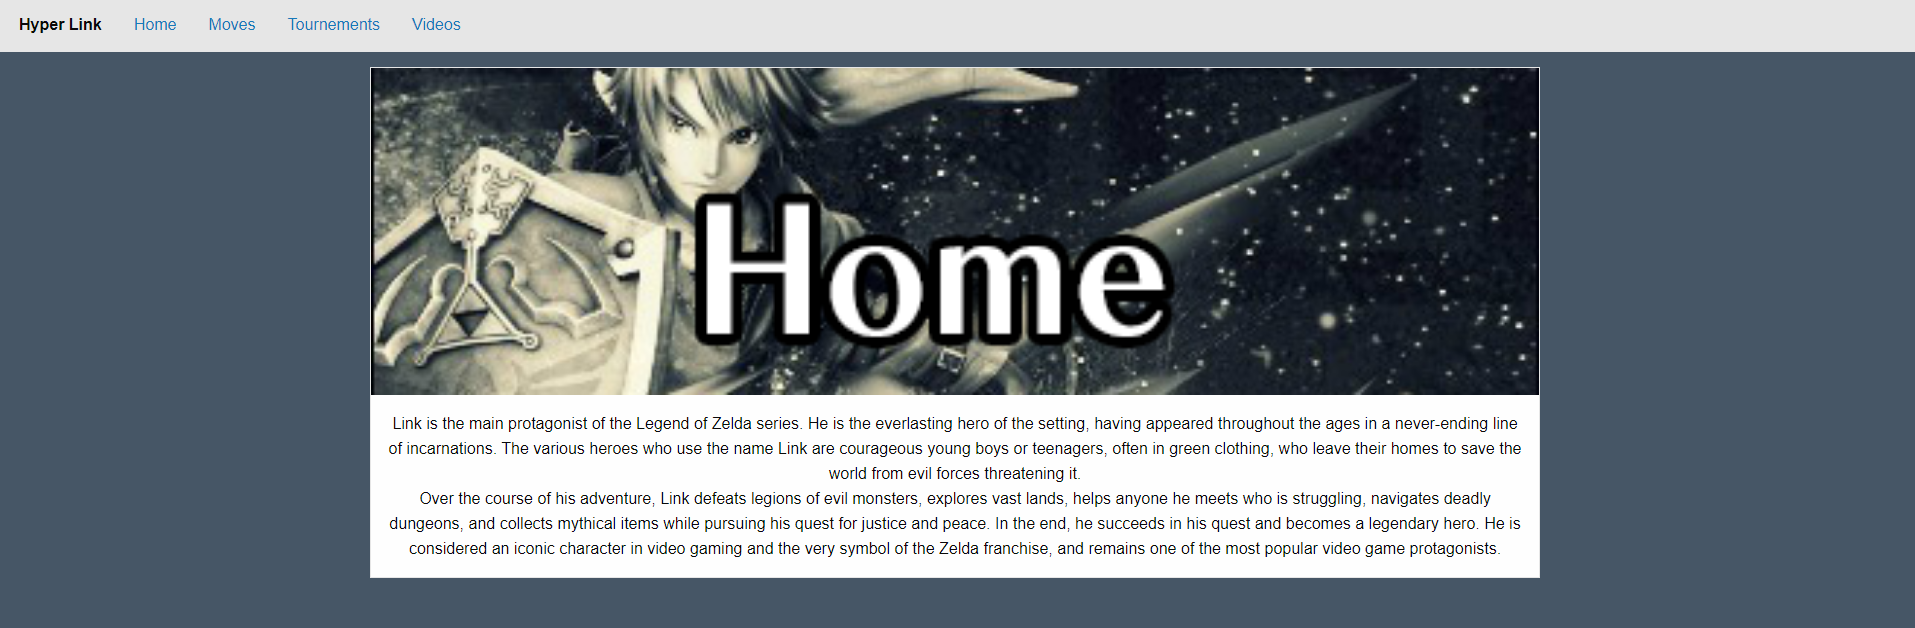 Hyper Link Home Moves Tournements Videos
Home
Link is the main protagonist of the Legend of Zelda series. He is the everlasting hero of the setting, having appeared throughout the ages in a never-ending line
of incarnations. The various heroes who use the name Link are courageous young boys or teenagers, often in green clothing, who leave their homes to save the
world from evil forces threatening it.
Over the course of his adventure, Link defeats legions of evil monsters, explores vast lands, helps anyone he meets who is struggling, navigates deadly
dungeons, and collects mythical items while pursuing his quest for justice and peace. In the end, he succeeds in his quest and becomes a legendary hero. He is
considered an iconic character in video gaming and the very symbol of the Zelda franchise, and remains one of the most popular video game protagonists.